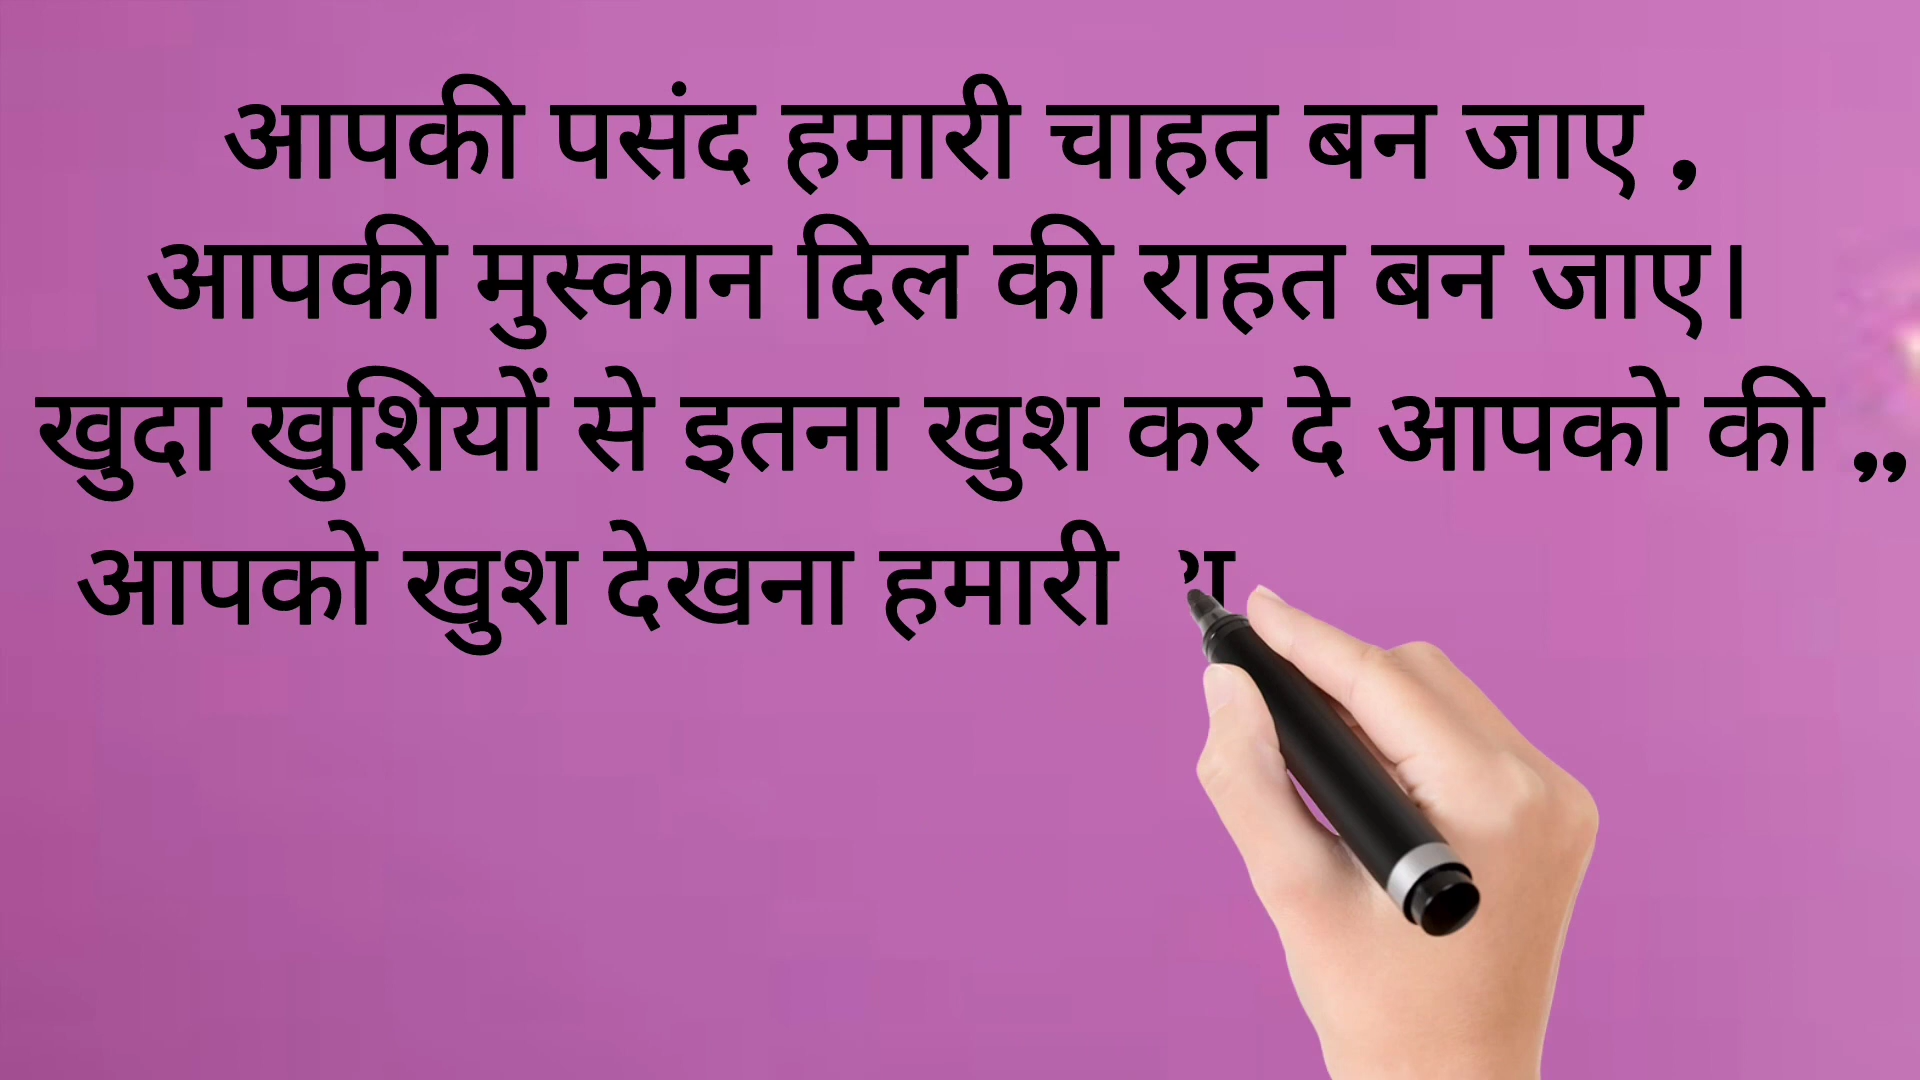 आपकी पसंद हमारी चाहत बन जाए ,
आपकी मुस्कान दिल की राहत बन जाए।
खुदा खुशियों से इतना खुश कर दे आपको की ,,
आपको खुश देखना हमारी